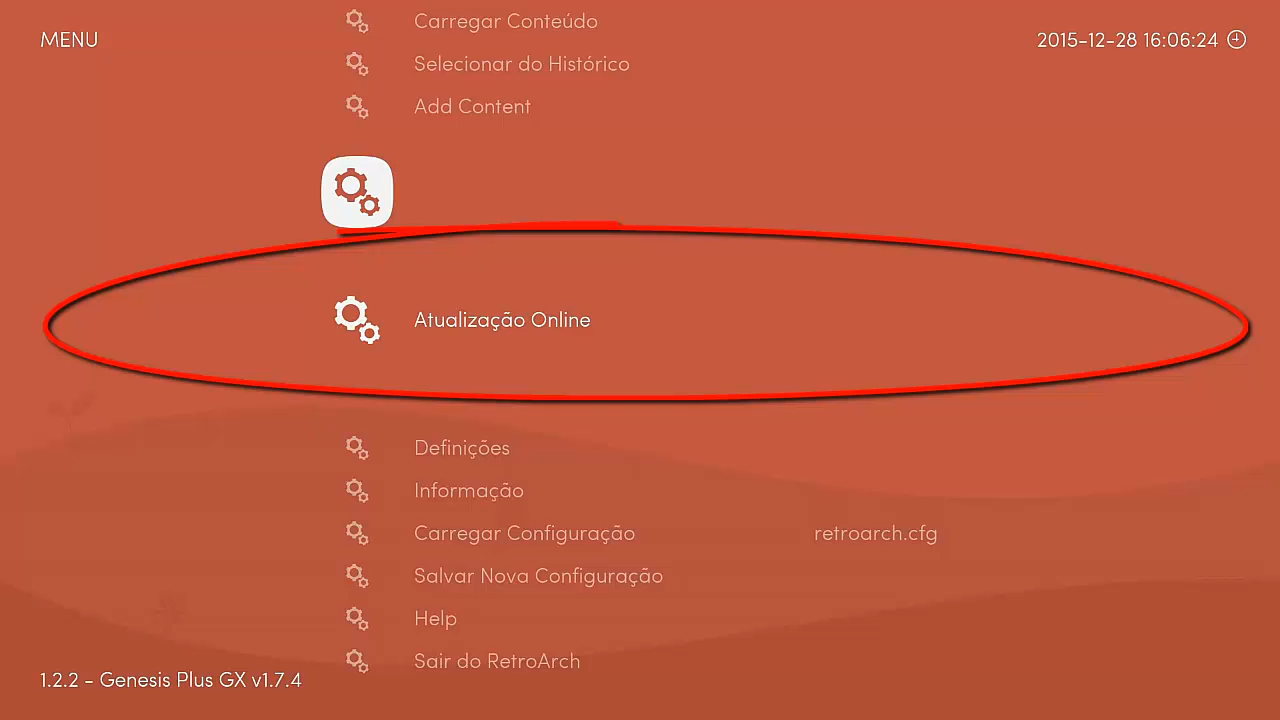 Carregar Conteúdo
MENU
2015-12-28 16:06:24
Selecionar do Histórico
Add Content
Atualização Online
Definições
Informação
Carregar Configuração retroarch.cfg
Salvar Nova Configuração
Help
Sair do RetroArch
1.2.2 - Genesis Plus GX v1.7.4